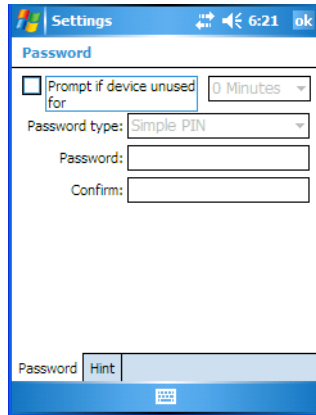 Settings 6:21 ok
Password
Prompt if device unused
for
0 Minutes
Password type: Simple PIN
Password:
Confirm:
Password Hint